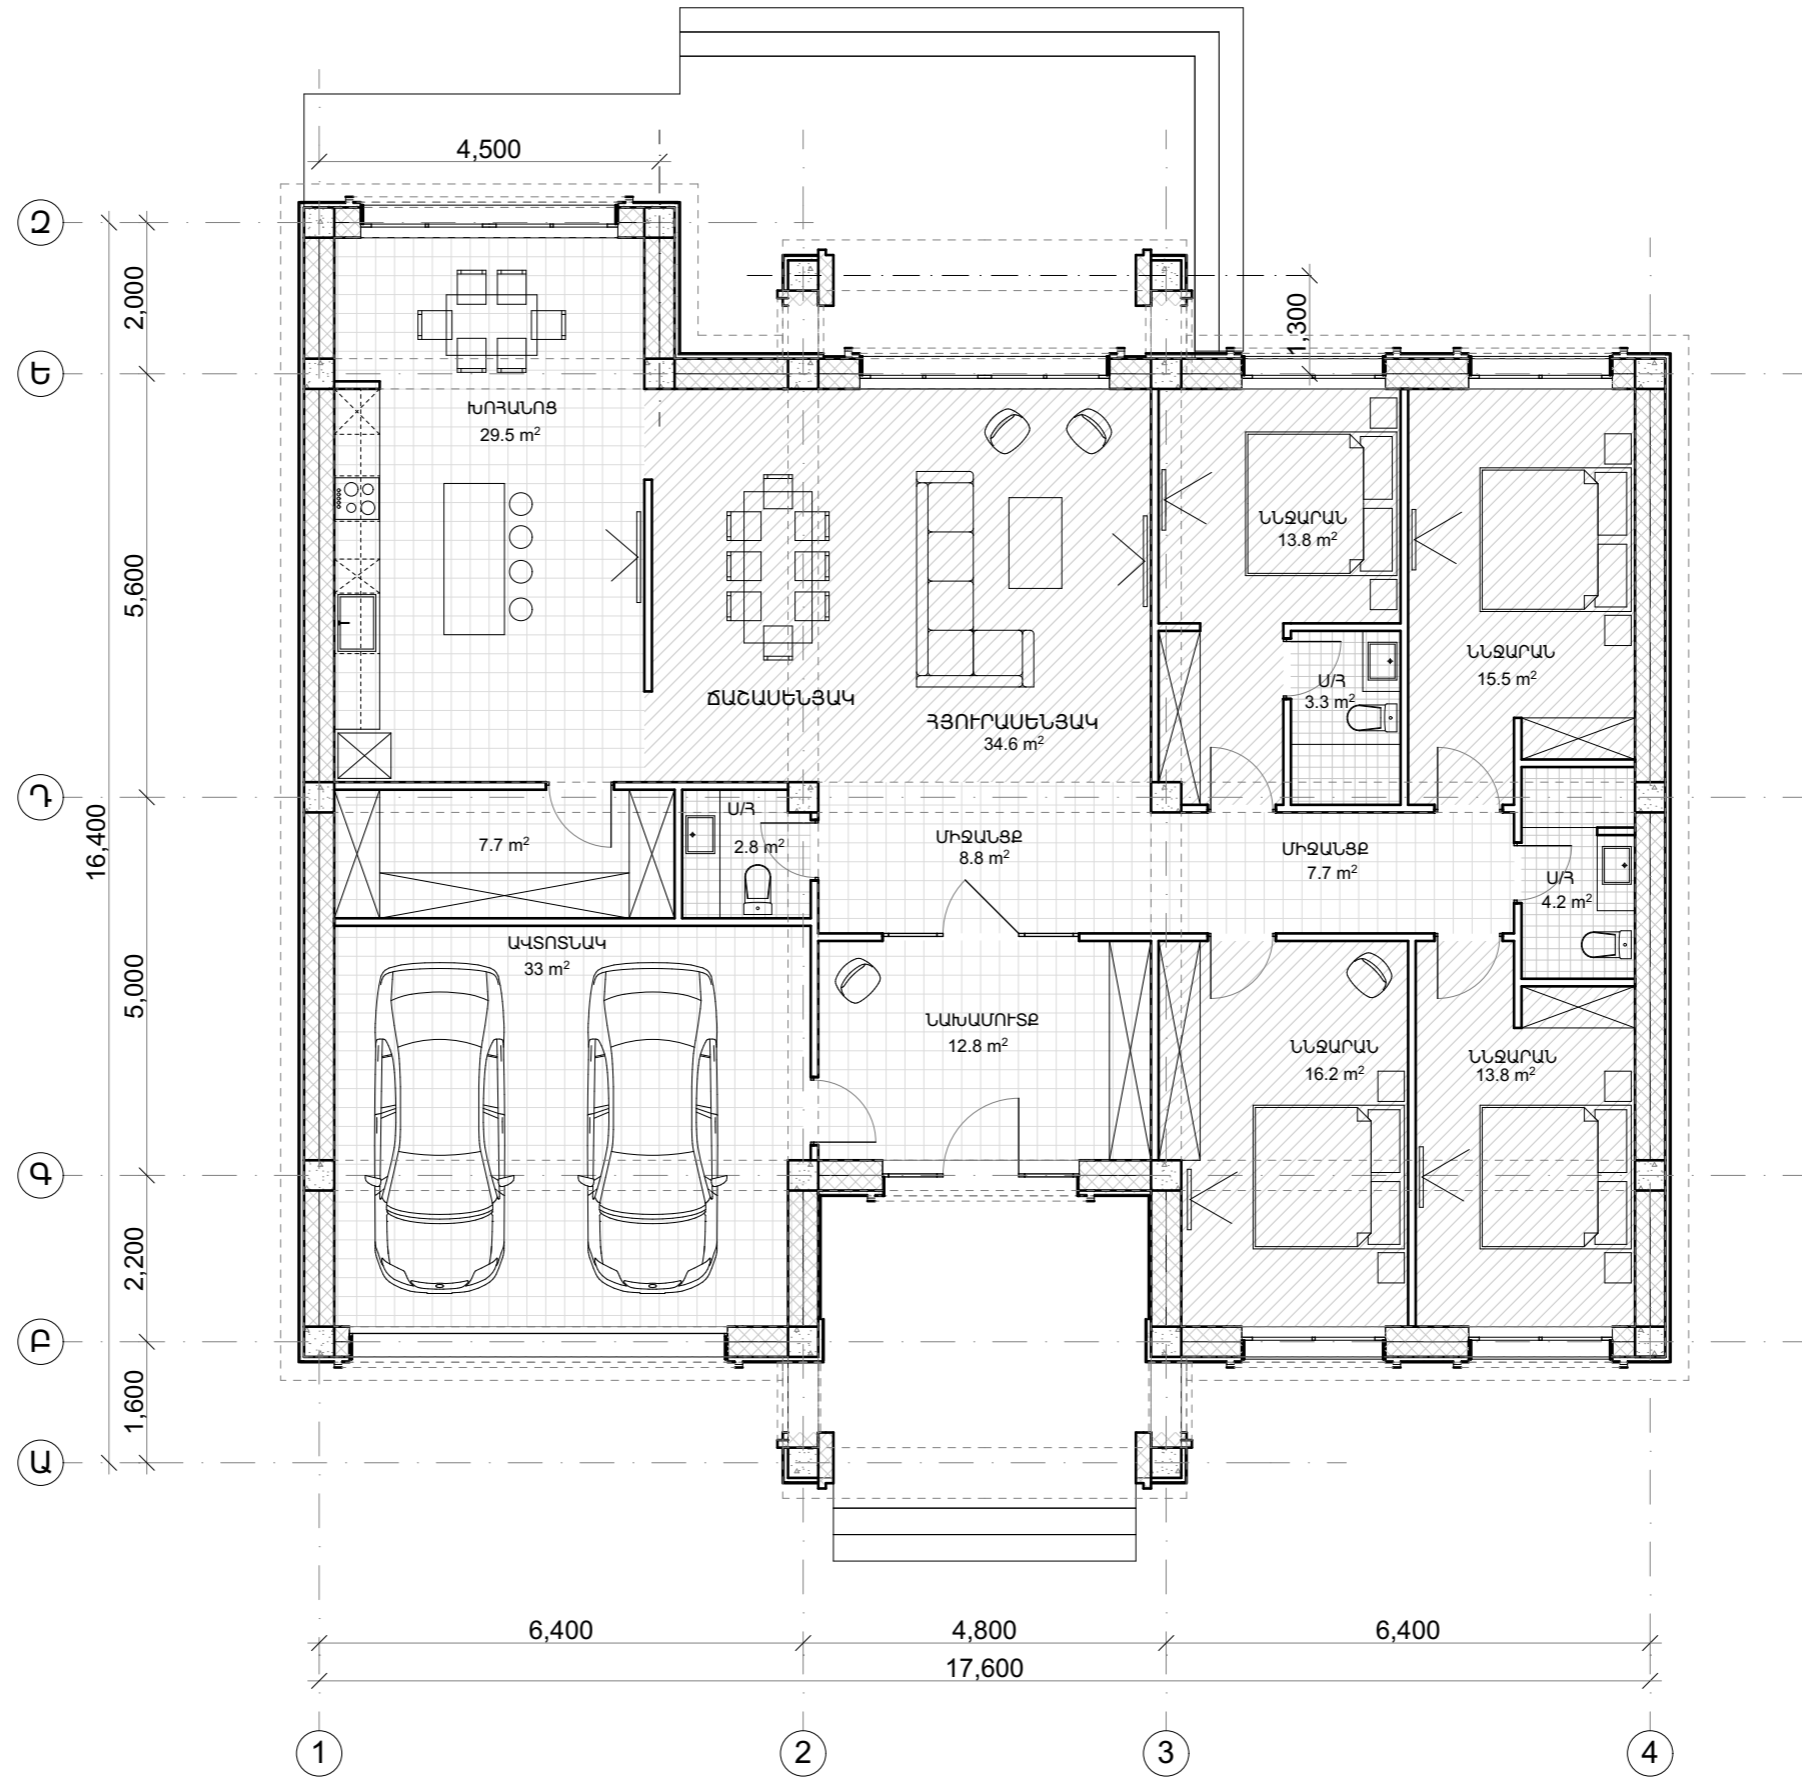 4,500
Զ
2,000
1,300
Ե
ԽՈՀԱՆՈՑ
29.5 m²
ՆՆՋԱՐԱՆ
13.8 m²
5,600
ՆՆՋԱՐԱՆ
15.5 m²
Ս/Հ
3.3 m²
ՃԱՇԱՍԵՆՅԱԿ
ՀՅՈՒՐԱՍԵՆՅԱԿ
34.6 m²
Դ
16,400
7.7 m²
Ս/Հ
2.8 m²
ՄԻՋԱՆՑՔ
8.8 m²
ՄԻՋԱՆՑՔ
7.7 m²
Ս/Հ
4.2 m²
ԱՎՏՈՏՆԱԿ
33 m²
5,000
ՆԱԽԱՄՈՒՏՔ
12.8 m²
ՆՆՋԱՐԱՆ
16.2 m²
ՆՆՋԱՐԱՆ
13.8 m²
Գ
2,200
Բ
1,600
Ա
6,400
4,800
6,400
17,600
1
2
3
4